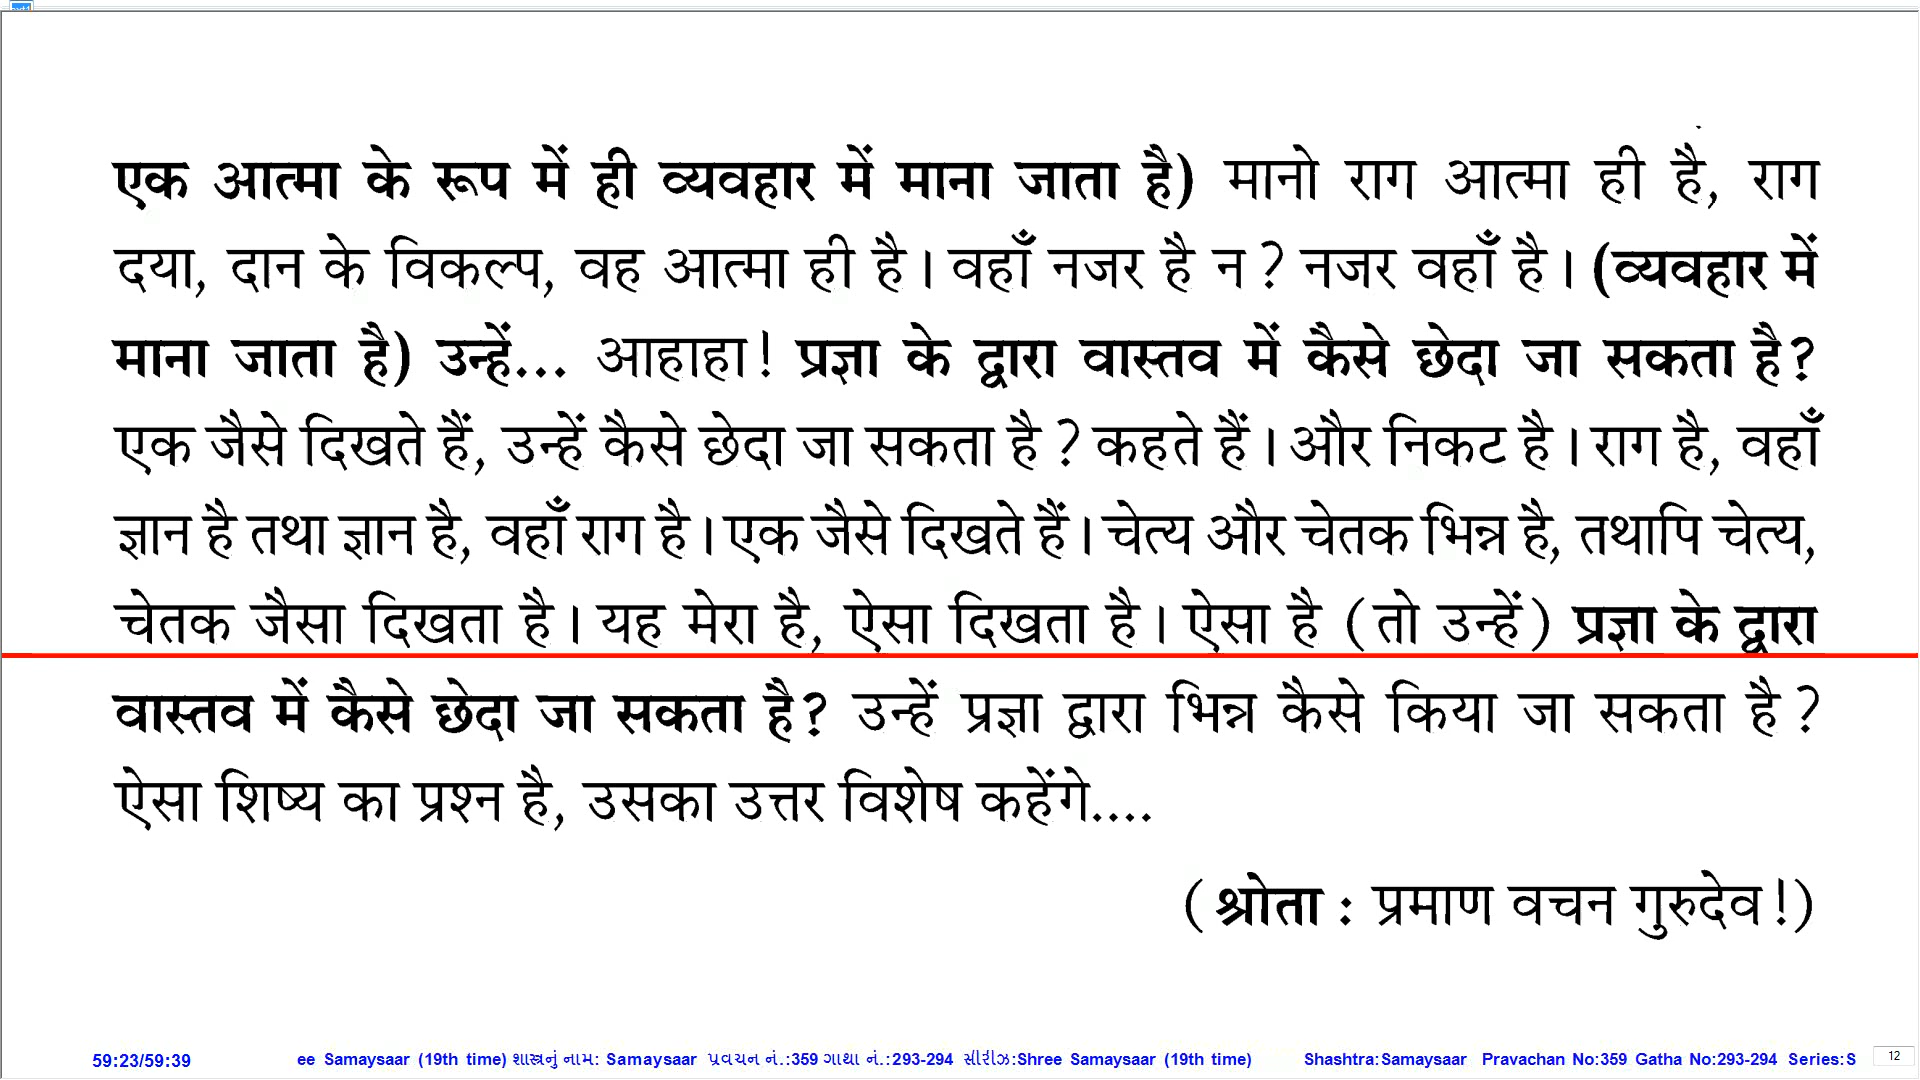 एक आत्मा के रूप में ही व्यवहार में माना जाता है) मानो राग आत्मा ही है, राग
दया, दान के विकल्प, वह आत्मा ही है। वहाँ नजर है न? नजर वहाँ है। (व्यवहार में
माना जाता है) उन्हें... आहाहा! प्रज्ञा के द्वारा वास्तव में कैसे छेदा जा सकता है?
एक जैसे दिखते हैं, उन्हें कैसे छेदा जा सकता है? कहते हैं। और निकट है। राग है, वहाँ
ज्ञान है तथा ज्ञान है, वहाँ राग है। एक जैसे दिखते हैं। चेत्य और चेतक भिन्न है, तथापि चेत्य,
चेतक जैसा दिखता है। यह मेरा है, ऐसा दिखता है। ऐसा है (तो उन्हें) प्रज्ञा के द्वारा
वास्तव में कैसे छेदा जा सकता है? उन्हें प्रज्ञा द्वारा भिन्न कैसे किया जा सकता है?
ऐसा शिष्य का प्रश्न है, उसका उत्तर विशेष कहेंगे....
(श्रोता : प्रमाण वचन गुरुदेव!)
59:23/59:39 ee Samaysaar (19th time) શાસ્ત્રનું નામ: Samaysaar પ્રવચન નં.:359 ગાથા નં.:293-294 સીરીઝ:Shree Samaysaar (19th time) Shashtra:Samaysaar Pravachan No:359 Gatha No:293-294 Series:S 12